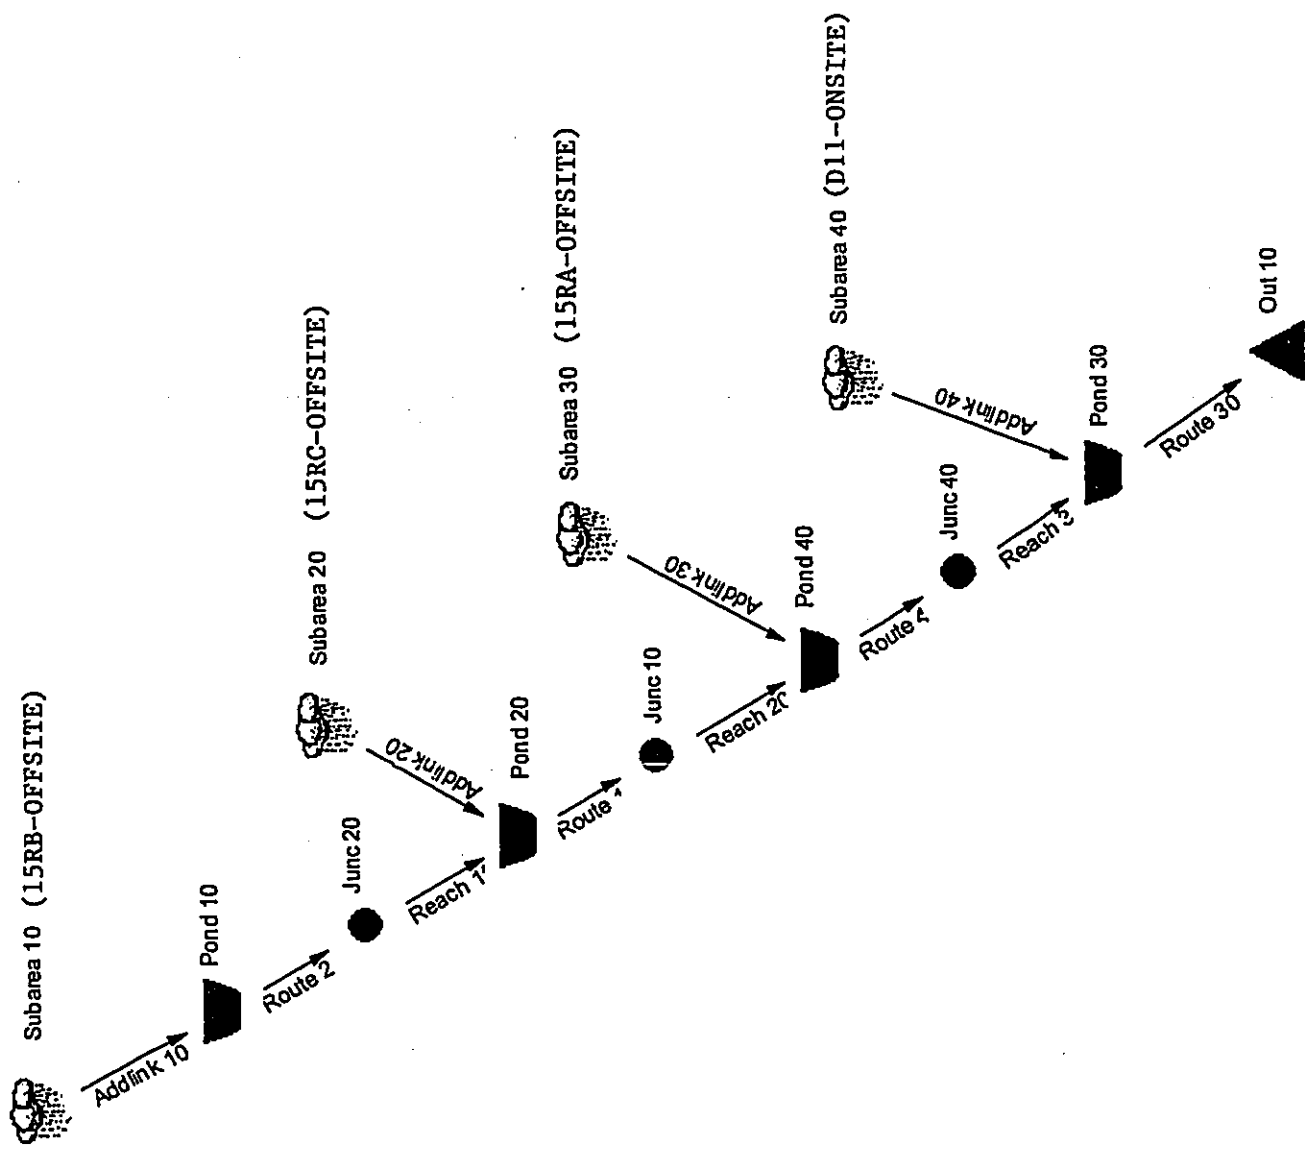 Subarea 10 (15RB-OFFSITE)
Addlink 10
Pond 10
Route 2
Junc 20
Reach 1
Subarea 20 (15RC-OFFSITE)
Addlink 20
Pond 20
Route
Junc 10
Reach 20
Subarea 30 (15RA-OFFSITE)
Addlink 30
Pond 40
Route 4
Junc 40
Reach 3
Subarea 40 (D11-ONSITE)
Addlink 40
Pond 30
Route 30
Out 10